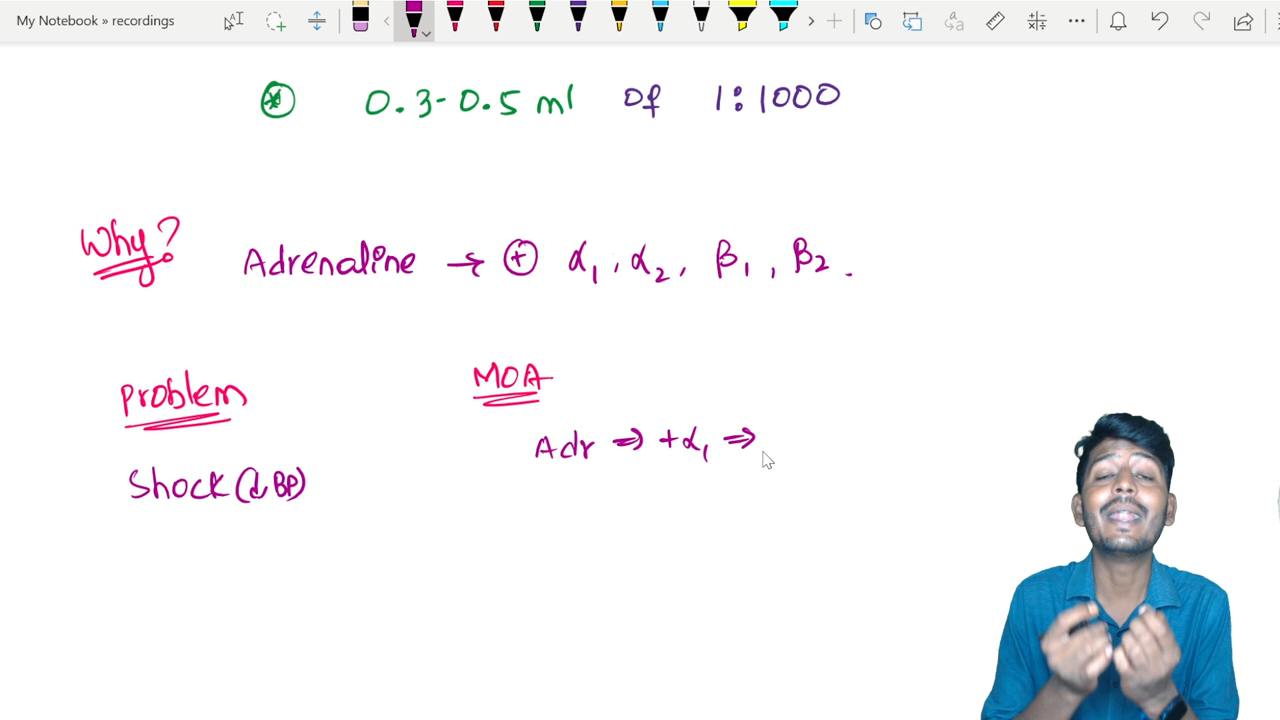 My Notebook » recordings
0.3-0.5 ml of 1:1000
Why? Adrenaline → ⊕ α1, α2, β1, β2.
Problem MOA
Adr ⇒ +α1 ⇒
Shock (↓BP)